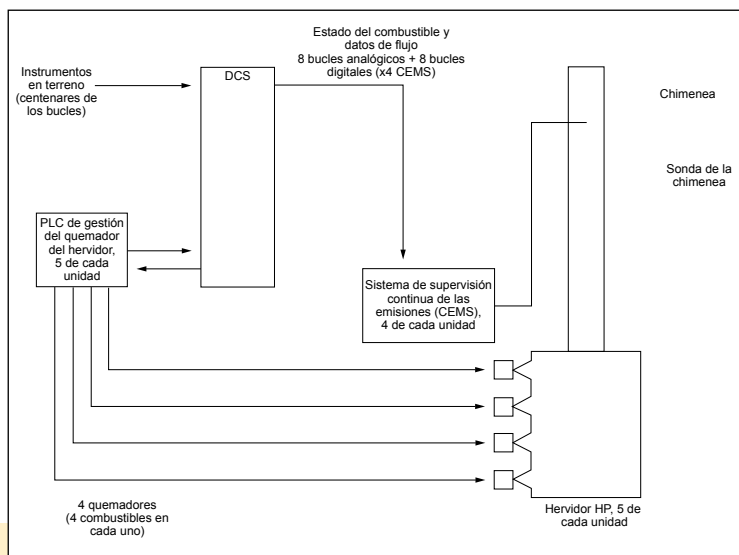 Estado del combustible y
datos de flujo
8 bucles analógicos + 8 bucles
digitales (x4 CEMS)
Instrumentos
en terreno
(centenares de
los bucles)
DCS
Chimenea
Sonda de la
chimenea
PLC de gestión
del quemador
del hervidor,
5 de cada
unidad
Sistema de supervisión
continua de las
emisiones (CEMS),
4 de cada unidad
4 quemadores
(4 combustibles en
cada uno)
Hervidor HP, 5 de
cada unidad